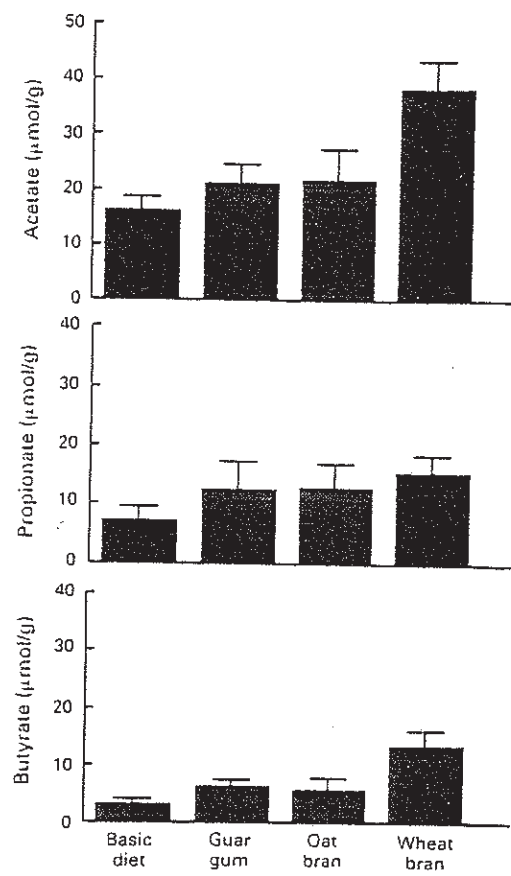 Acetate (μmol/g)
50
40
30
20
10
0
Propionate (μmol/g)
40
30
20
10
0
Butyrate (μmol/g)
40
30
20
10
0
Basic
diet
Guar
gum
Oat
bran
Wheat
bran